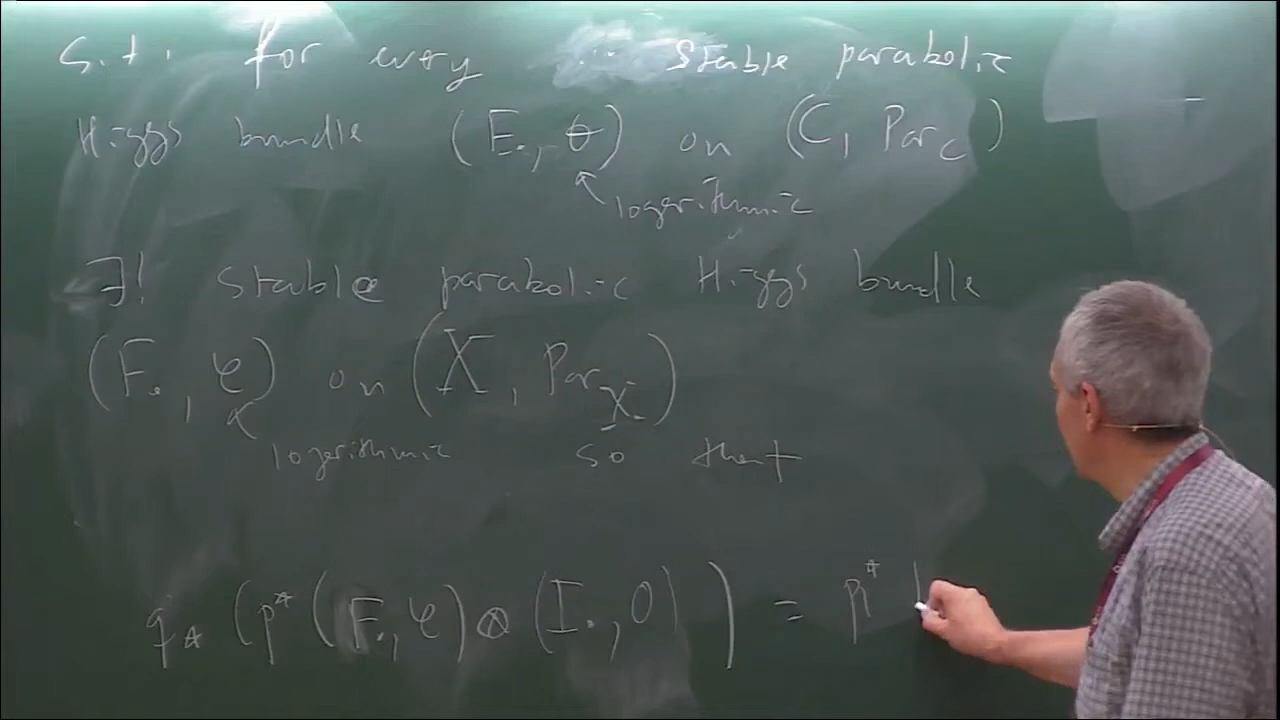 s.t. for every ... stable parabolic
Higgs bundle (E., θ) on (C, Par_C)
↖ logarithmic
∃! stable parabolic Higgs bundle
(F., φ) on (X, Par_X)
↖ logarithmic so that
q_* (p^* (F., φ) ⊗ (I., 0)) = pr^*